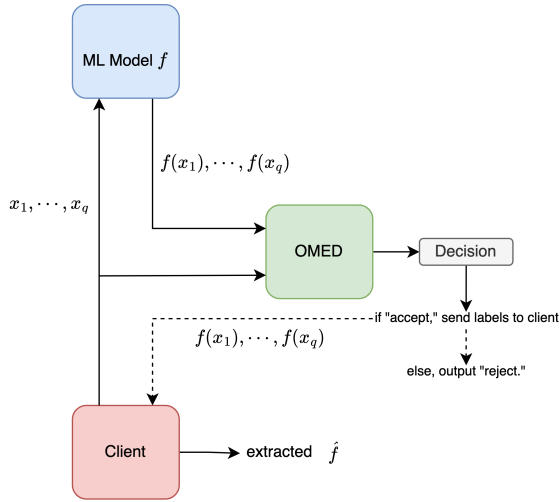 ML Model f
f(x₁), ⋯, f(x_q)
x₁, ⋯, x_q
OMED
Decision
if "accept," send labels to client
f(x₁), ⋯, f(x_q)
else, output "reject."
Client
extracted f̂